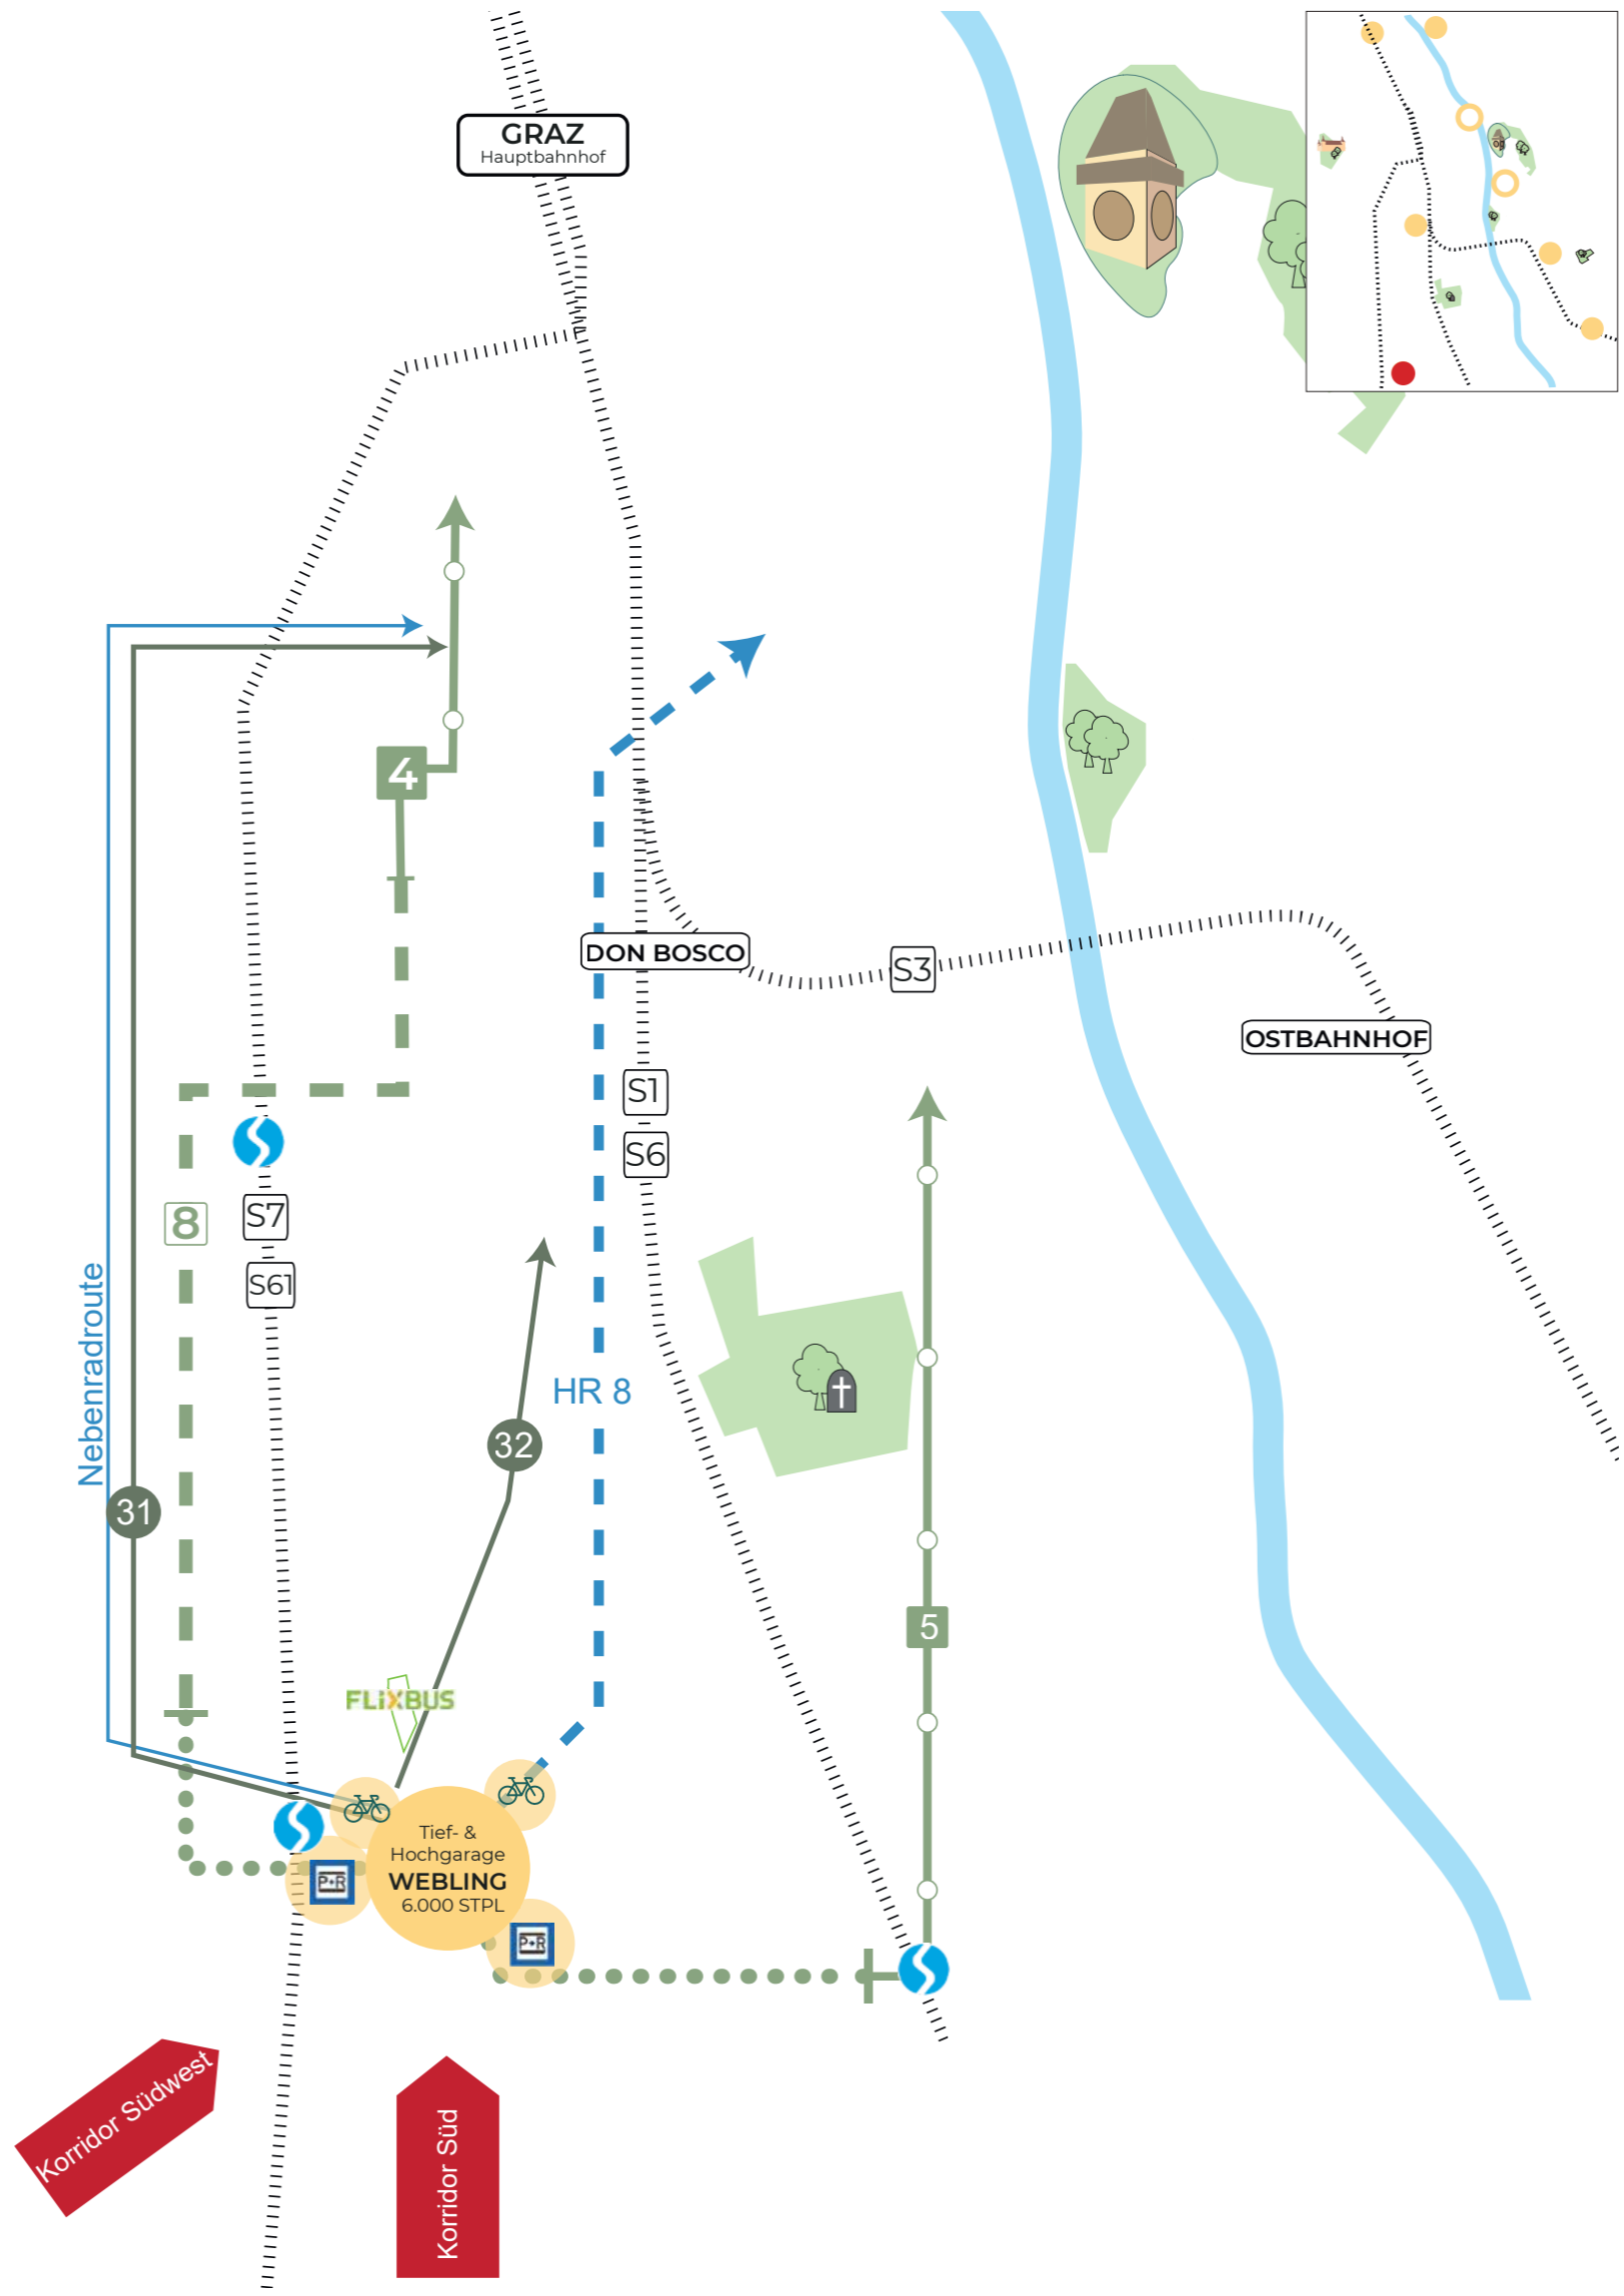 GRAZ
Hauptbahnhof
4
DON BOSCO
S3
OSTBAHNHOF
S1
S6
8
S7
S61
Nebenradroute
HR 8
32
31
5
FLiXBUS
Tief- &
Hochgarage
WEBLING
6.000 STPL
P+R
P+R
Korridor Südwest
Korridor Süd